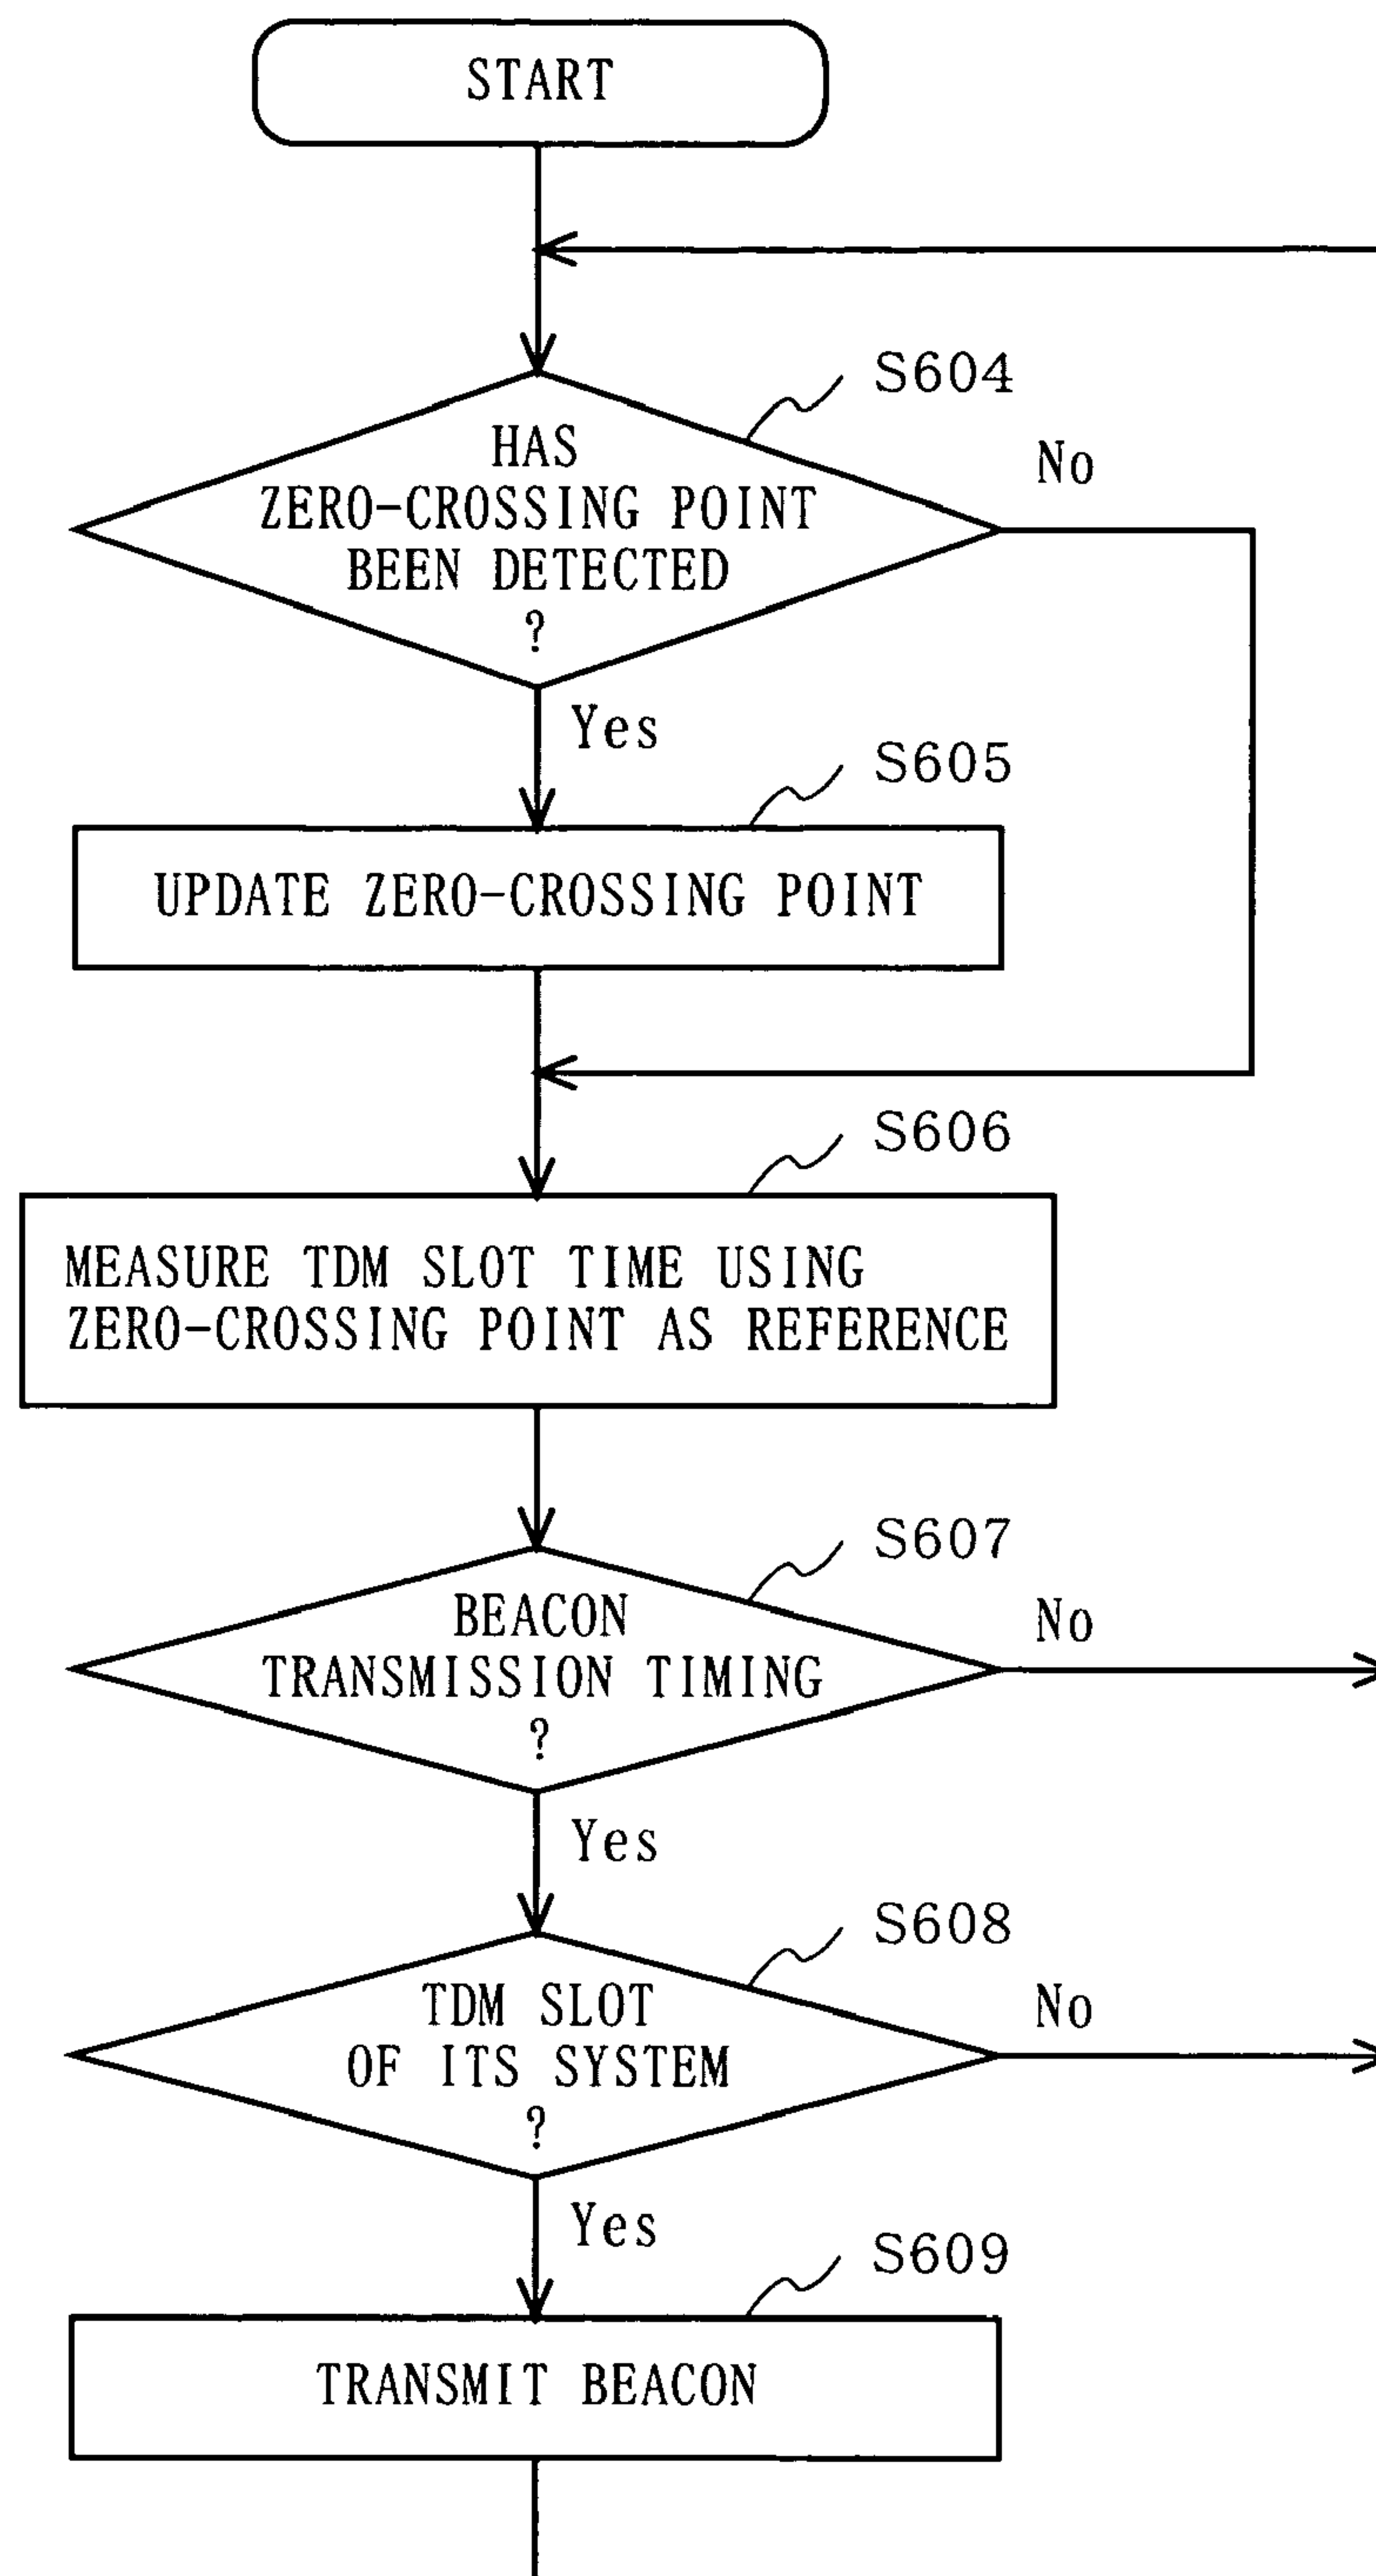 START
S604
HAS
ZERO-CROSSING POINT
BEEN DETECTED
?
No
Yes
S605
UPDATE ZERO-CROSSING POINT
S606
MEASURE TDM SLOT TIME USING
ZERO-CROSSING POINT AS REFERENCE
S607
BEACON
TRANSMISSION TIMING
?
No
Yes
S608
TDM SLOT
OF ITS SYSTEM
?
No
Yes
S609
TRANSMIT BEACON